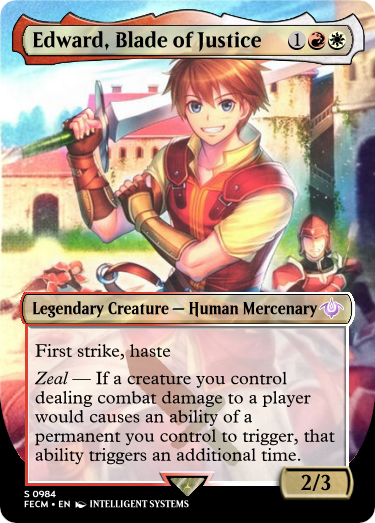 Edward, Blade of Justice 1
Legendary Creature — Human Mercenary
First strike, haste
Zeal — If a creature you control
dealing combat damage to a player
would causes an ability of a
permanent you control to trigger, that
ability triggers an additional time.
2/3
S 0984
FECM • EN INTELLIGENT SYSTEMS